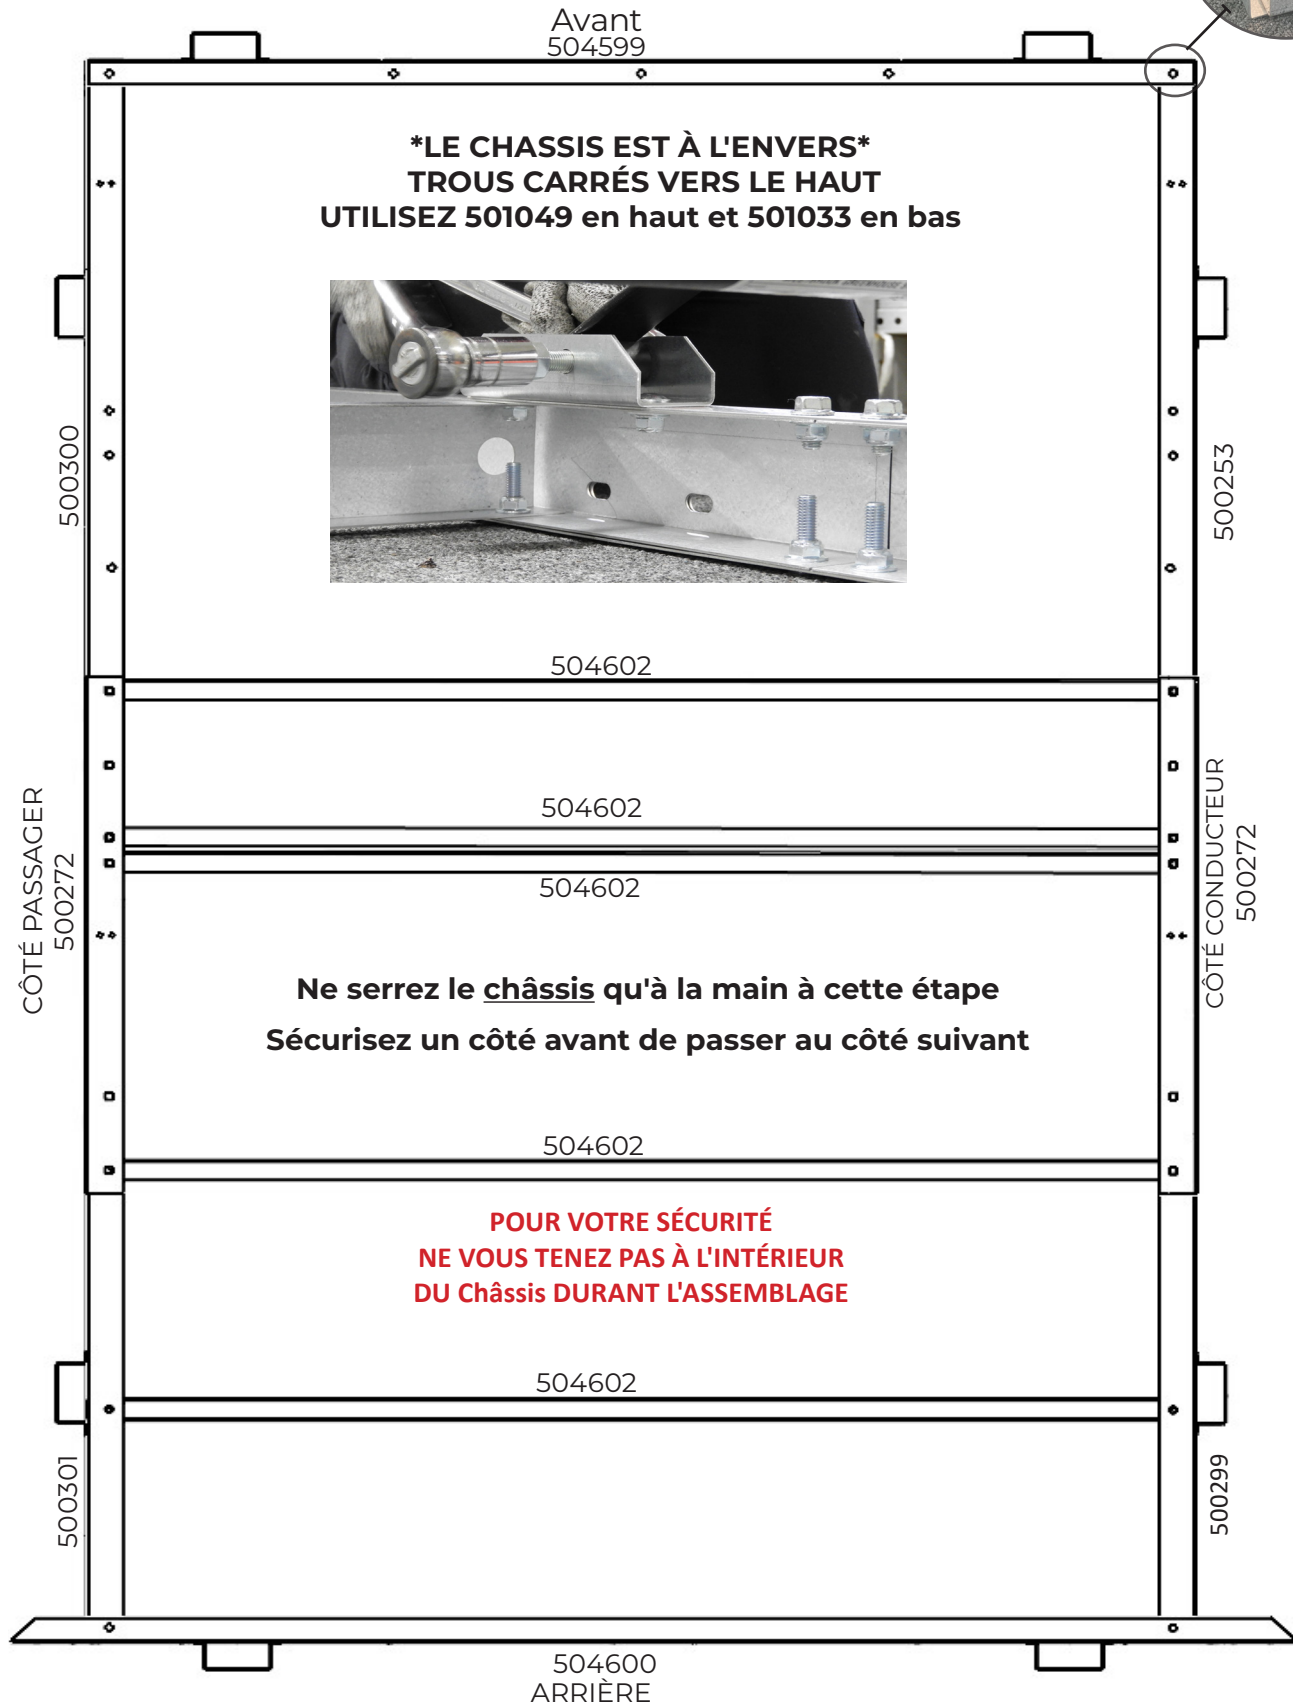 Avant
504599
*LE CHASSIS EST À L'ENVERS*
TROUS CARRÉS VERS LE HAUT
UTILISEZ 501049 en haut et 501033 en bas
500300
500253
504602
504602
504602
CÔTÉ PASSAGER
500272
CÔTÉ CONDUCTEUR
500272
Ne serrez le châssis qu'à la main à cette étape
Sécurisez un côté avant de passer au côté suivant
504602
POUR VOTRE SÉCURITÉ
NE VOUS TENEZ PAS À L'INTÉRIEUR
DU Châssis DURANT L'ASSEMBLAGE
504602
500301
500299
504600
ARRIÈRE